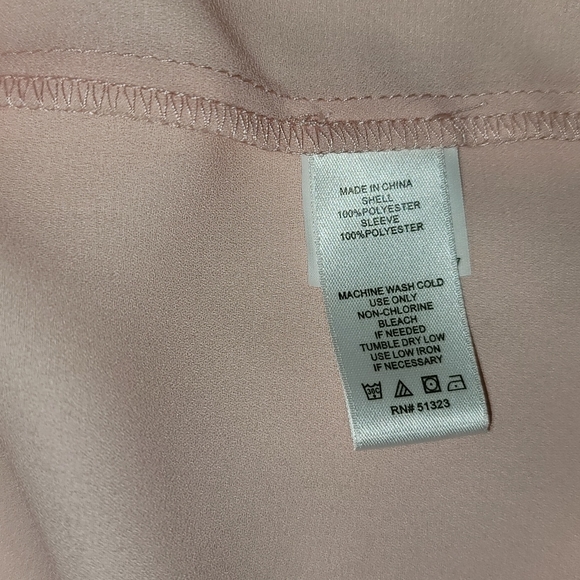 MADE IN CHINA
SHELL
100%POLYESTER
SLEEVE
100%POLYESTER
MACHINE WASH COLD
USE ONLY
NON-CHLORINE
BLEACH
IF NEEDED
TUMBLE DRY LOW
USE LOW IRON
IF NECESSARY
30C
RN# 51323